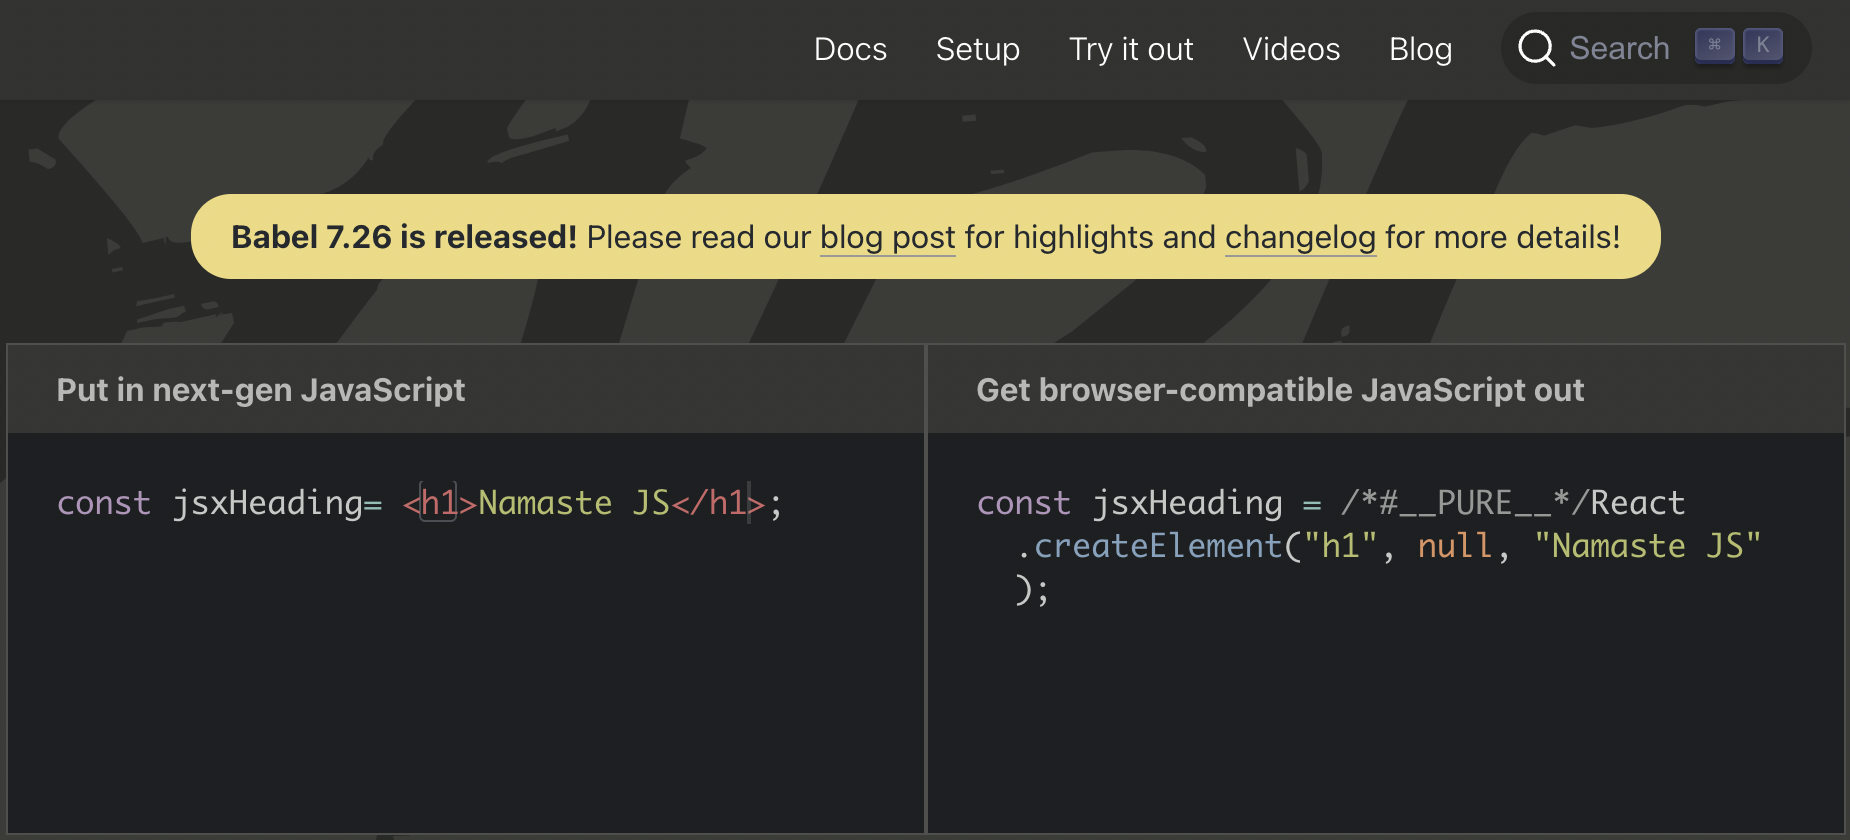 Docs Setup Try it out Videos Blog Search ⌘ K
Babel 7.26 is released! Please read our blog post for highlights and changelog for more details!
Put in next-gen JavaScript
const jsxHeading= <h1>Namaste JS</h1>;
Get browser-compatible JavaScript out
const jsxHeading = /*#__PURE__*/React
.createElement("h1", null, "Namaste JS"
);